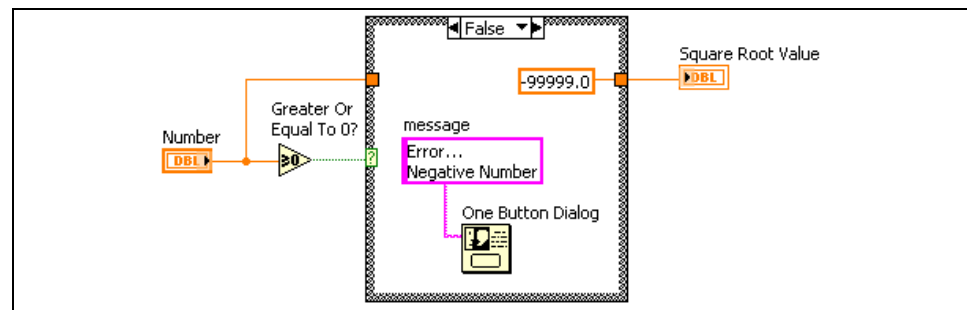 False
Square Root Value
DBL
-99999.0
Greater Or
Equal To 0?
message
Number
DBL
≥0
?
Error...
Negative Number
One Button Dialog